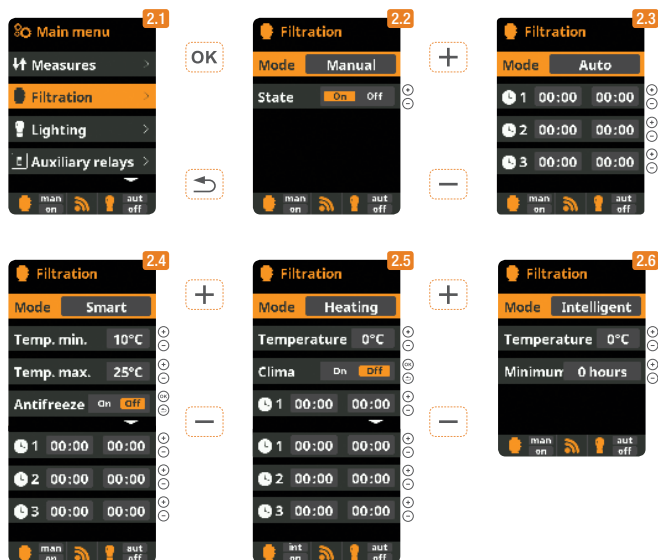 2.1
Main menu
Measures
Filtration
Lighting
Auxiliary relays
man on aut off
OK
2.2
Filtration
Mode Manual
State On Off
+
−
2.3
Filtration
Mode Auto
1 00:00 00:00
2 00:00 00:00
3 00:00 00:00
man on aut off
2.4
Filtration
Mode Smart
Temp. min. 10°C
Temp. max. 25°C
Antifreeze On Off
1 00:00 00:00
2 00:00 00:00
3 00:00 00:00
man on aut off
+
−
2.5
Filtration
Mode Heating
Temperature 0°C
Clima On Off
1 00:00 00:00
1 00:00 00:00
2 00:00 00:00
3 00:00 00:00
int on aut off
+
−
2.6
Filtration
Mode Intelligent
Temperature 0°C
Minimum 0 hours
man on aut off